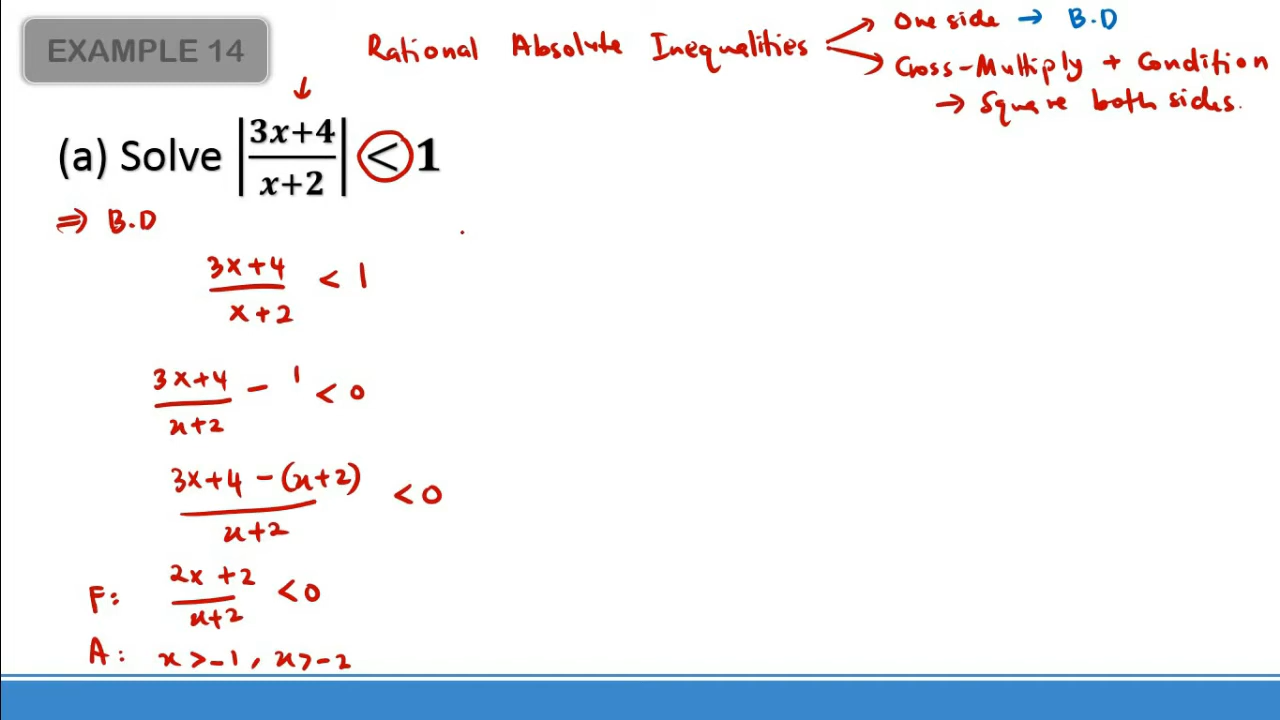 EXAMPLE 14
Rational Absolute Inequalities
One side → B.D
Cross-Multiply + Condition
→ Square both sides.
(a) Solve |(3x+4)/(x+2)| < 1
⇒ B.D
(3x+4)/(x+2) < 1
(3x+4)/(x+2) - 1 < 0
(3x+4 - (x+2))/(x+2) < 0
F: (2x+2)/(x+2) < 0
A: x > -1, x > -2